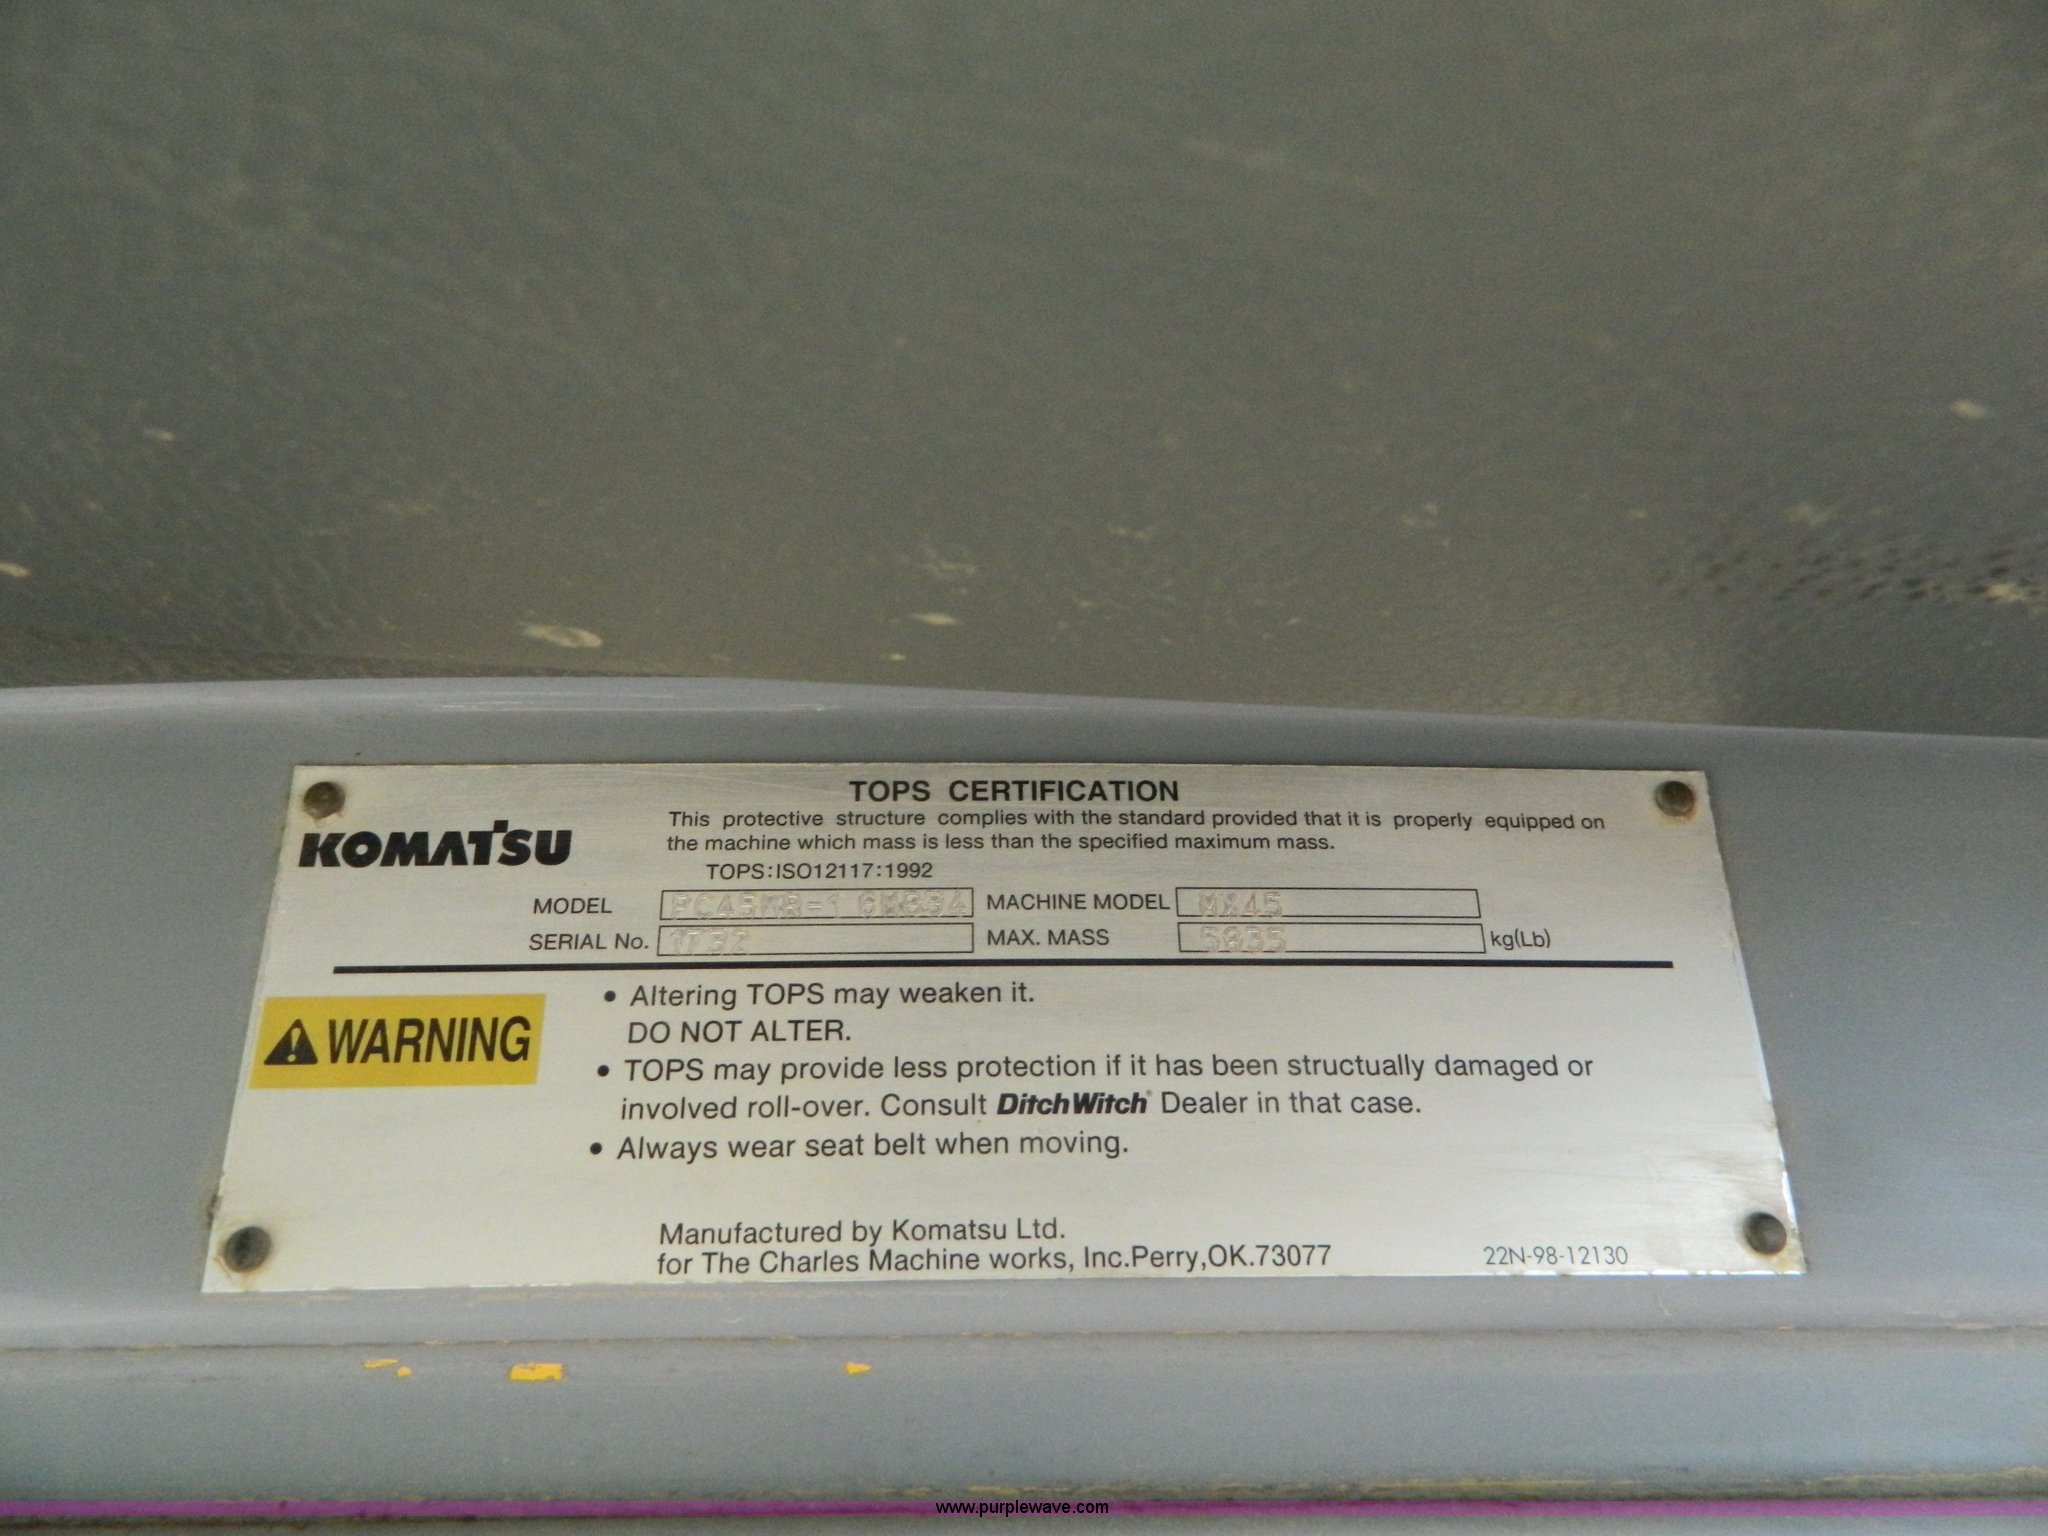 TOPS CERTIFICATION
KOMATSU
This protective structure complies with the standard provided that it is properly equipped on
the machine which mass is less than the specified maximum mass.
TOPS:ISO12117:1992
MODEL PC45MR-1 MACHINE MODEL MX45
SERIAL No. 1732 MAX. MASS 5035 kg(Lb)
WARNING
• Altering TOPS may weaken it.
DO NOT ALTER.
• TOPS may provide less protection if it has been structually damaged or
involved roll-over. Consult DitchWitch® Dealer in that case.
• Always wear seat belt when moving.
Manufactured by Komatsu Ltd.
for The Charles Machine works, Inc.Perry,OK.73077
22N-98-12130
www.purplewave.com